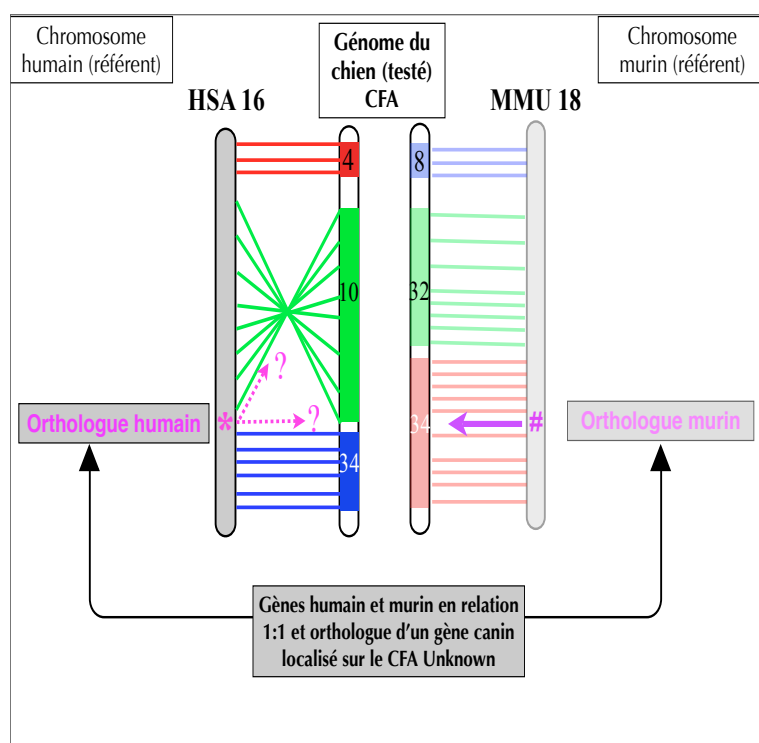 Chromosome
humain (référent)
Génome du
chien (testé)
CFA
Chromosome
murin (référent)
HSA 16
MMU 18
4
8
10
32
?
?
Orthologue humain
*
34
#
Orthologue murin
34
Gènes humain et murin en relation
1:1 et orthologue d'un gène canin
localisé sur le CFA Unknown